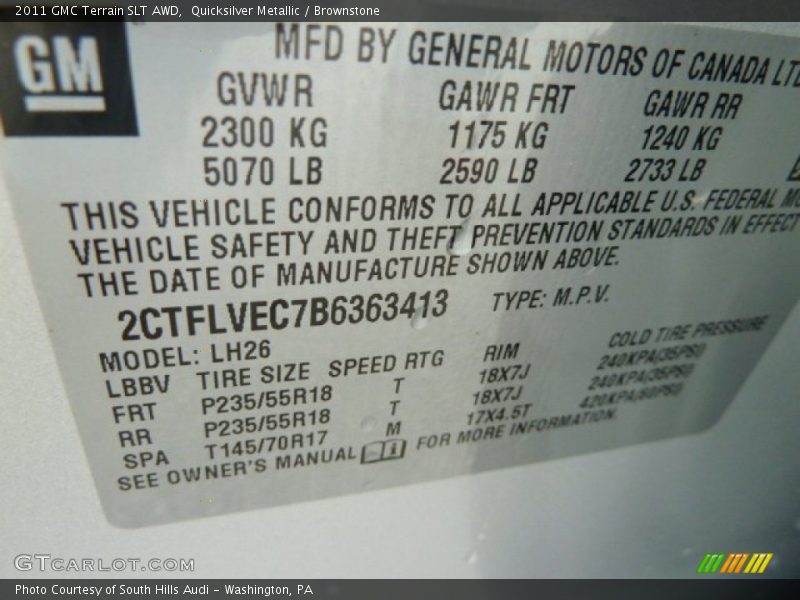 2011 GMC Terrain SLT AWD, Quicksilver Metallic / Brownstone
GM
MFD BY GENERAL MOTORS OF CANADA LTD
GVWR GAWR FRT GAWR RR
2300 KG 1175 KG 1240 KG
5070 LB 2590 LB 2733 LB
THIS VEHICLE CONFORMS TO ALL APPLICABLE U.S. FEDERAL
VEHICLE SAFETY AND THEFT PREVENTION STANDARDS IN EFFECT
THE DATE OF MANUFACTURE SHOWN ABOVE.
2CTFLVEC7B6363413 TYPE: M.P.V.
MODEL: LH26
LBBV TIRE SIZE SPEED RTG RIM COLD TIRE PRESSURE
FRT P235/55R18 T 18X7J 240KPA(35PSI)
RR P235/55R18 T 18X7J 240KPA(35PSI)
SPA T145/70R17 M 17X4.5T 420KPA(60PSI)
SEE OWNER'S MANUAL FOR MORE INFORMATION.
GTCARLOT.COM
Photo Courtesy of South Hills Audi - Washington, PA